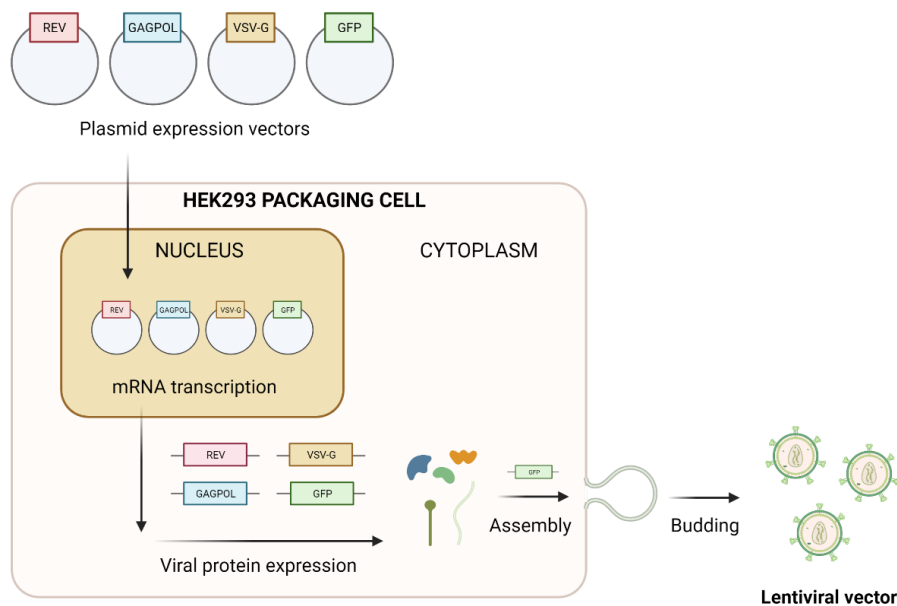 REV GAGPOL VSV-G GFP
Plasmid expression vectors
HEK293 PACKAGING CELL
NUCLEUS
CYTOPLASM
REV GAGPOL VSV-G GFP
mRNA transcription
REV VSV-G
GAGPOL GFP
GFP
Assembly
Budding
Viral protein expression
Lentiviral vector